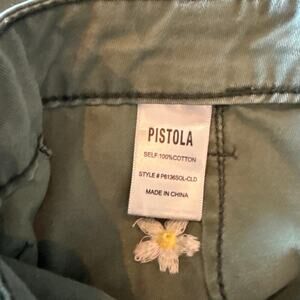 PISTOLA
SELF:100%COTTON
STYLE # P6136SOL-CLD
MADE IN CHINA